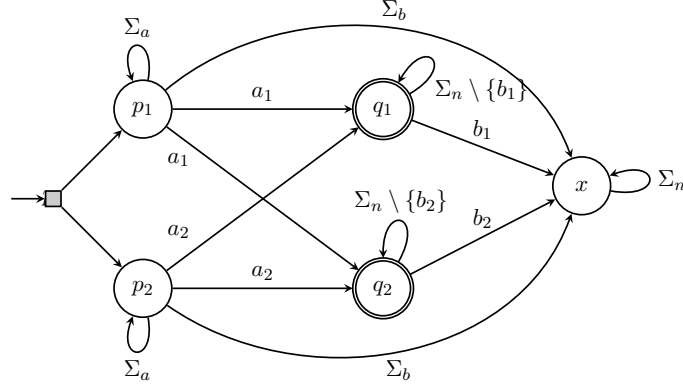 Σ_b
Σ_a
p_1
a_1
q_1
Σ_n \ {b_1}
b_1
a_1
x
Σ_n
Σ_n \ {b_2}
a_2
b_2
p_2
a_2
q_2
Σ_a
Σ_b